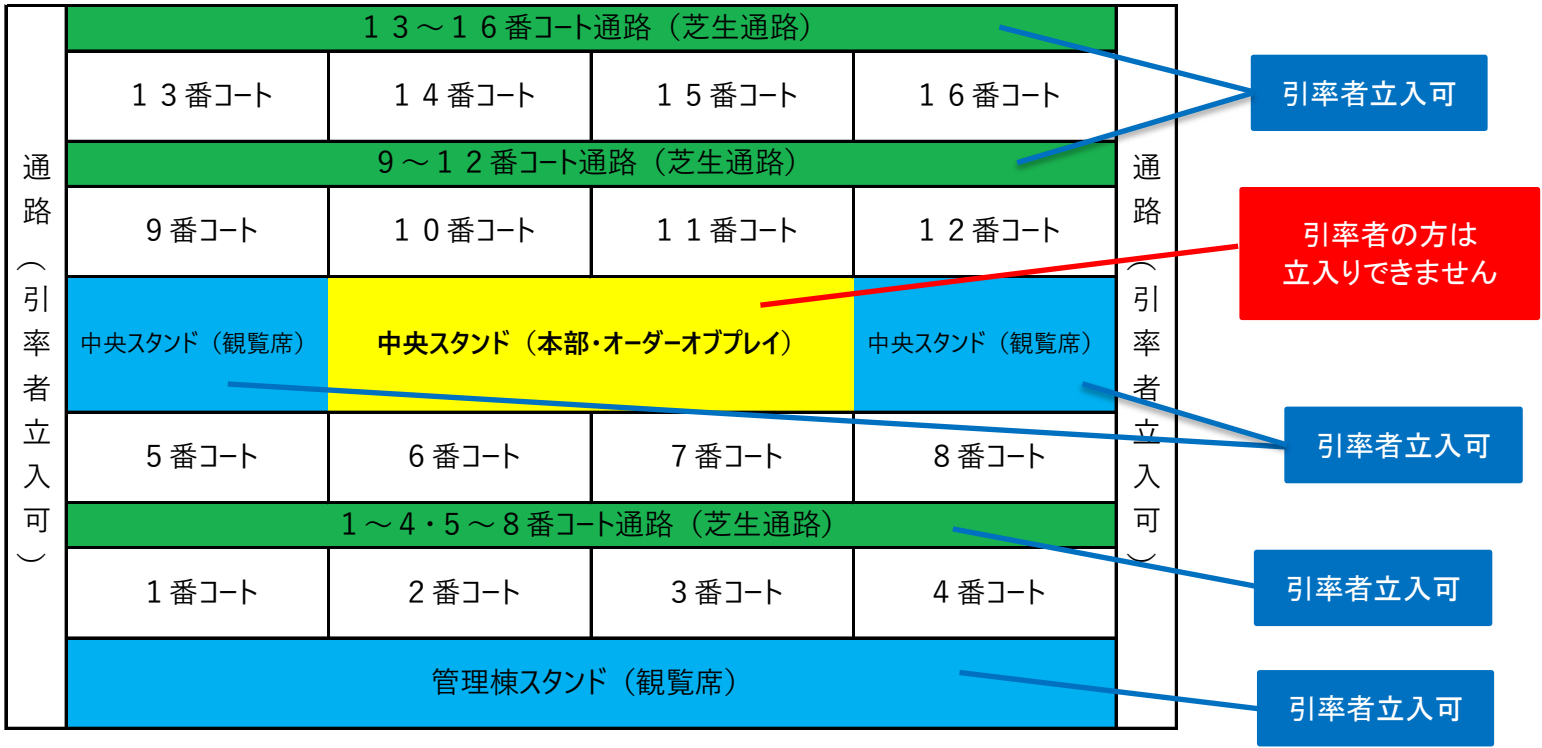 １３～１６番コート通路（芝生通路）
１３番コート
１４番コート
１５番コート
１６番コート
引率者立入可
９～１２番コート通路（芝生通路）
９番コート
１０番コート
１１番コート
１２番コート
引率者の方は
立入りできません
中央スタンド（観覧席）
中央スタンド（本部・オーダーオブプレイ）
中央スタンド（観覧席）
引率者立入可
５番コート
６番コート
７番コート
８番コート
１～４・５～８番コート通路（芝生通路）
引率者立入可
１番コート
２番コート
３番コート
４番コート
管理棟スタンド（観覧席）
引率者立入可
通路（引率者立入可）
通路（引率者立入可）